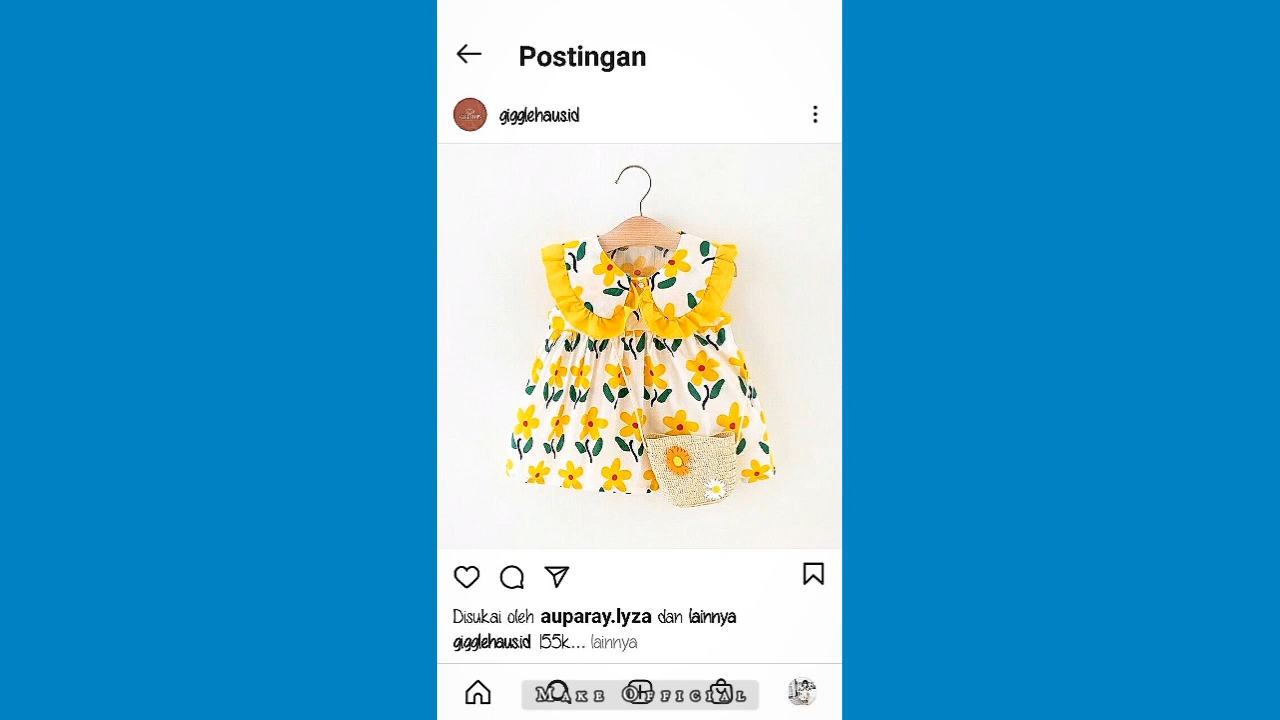 Postingan
gigglehaus.id
Disukai oleh auparay.lyza dan lainnya
gigglehaus.id 155k... lainnya
Make Official